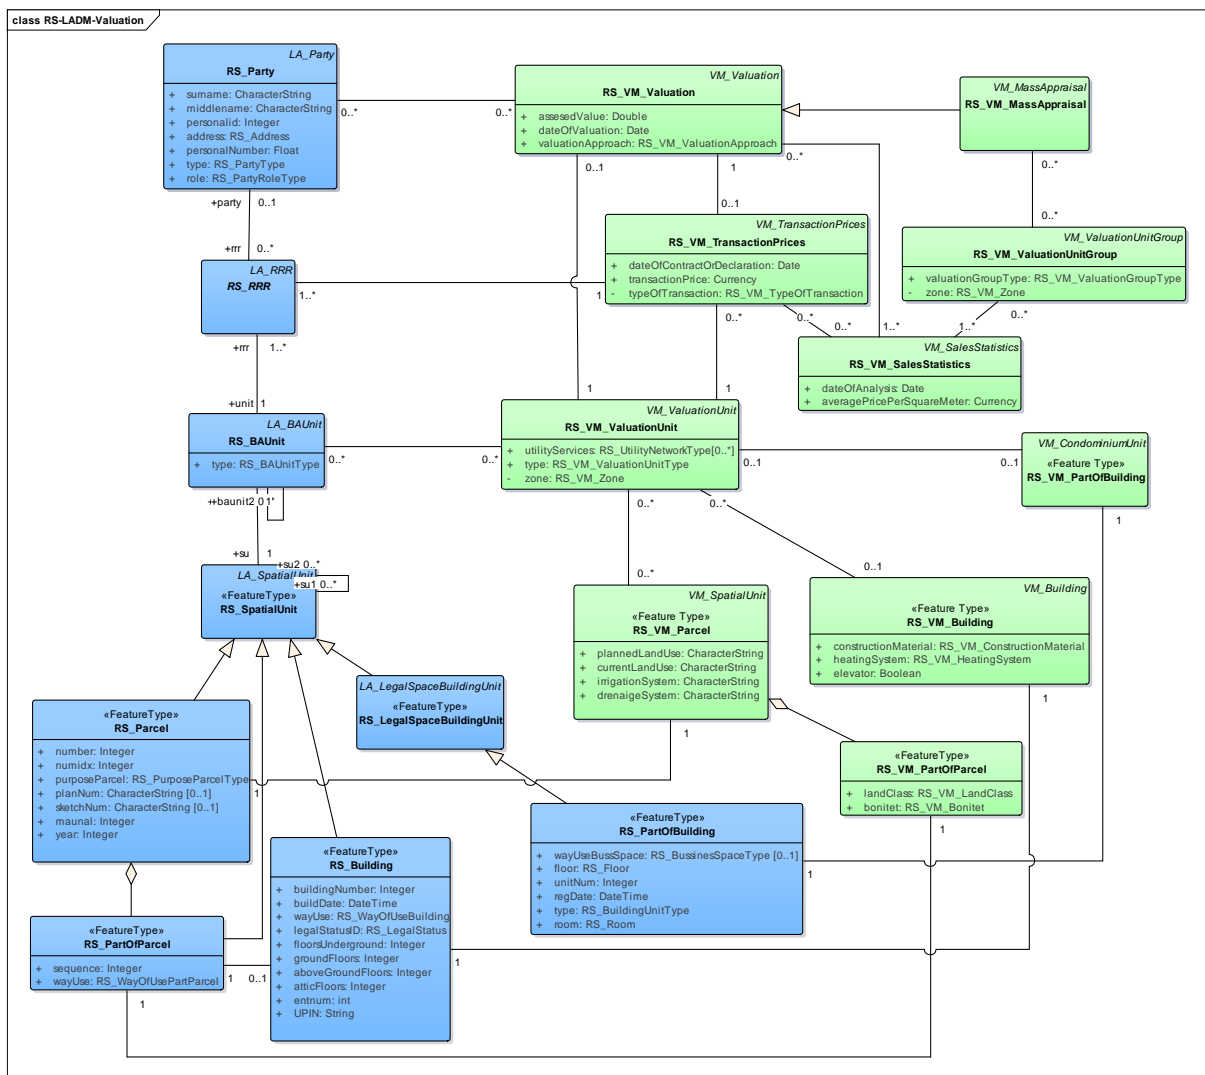 class RS-LADM-Valuation
LA_Party
RS_Party
+ surname: CharacterString
+ middlename: CharacterString
+ personalid: Integer
+ address: RS_Address
+ personalNumber: Float
+ type: RS_PartyType
+ role: RS_PartyRoleType
0..*
0..*
VM_Valuation
RS_VM_Valuation
+ assesedValue: Double
+ dateOfValuation: Date
+ valuationApproach: RS_VM_ValuationApproach
VM_MassAppraisal
RS_VM_MassAppraisal
0..1
1
0..*
0..*
+party
0..1
+rrr
0..*
0..1
0..*
LA_RRR
RS_RRR
1..*
1
VM_TransactionPrices
RS_VM_TransactionPrices
+ dateOfContractOrDeclaration: Date
+ transactionPrice: Currency
- typeOfTransaction: RS_VM_TypeOfTransaction
VM_ValuationUnitGroup
RS_VM_ValuationUnitGroup
+ valuationGroupType: RS_VM_ValuationGroupType
- zone: RS_VM_Zone
0..*
0..*
0..*
1..*
1..*
0..*
VM_SalesStatistics
RS_VM_SalesStatistics
+ dateOfAnalysis: Date
+ averagePricePerSquareMeter: Currency
+rrr
1..*
+unit
1
1
1
LA_BAUnit
RS_BAUnit
+ type: RS_BAUnitType
0..*
0..*
VM_ValuationUnit
RS_VM_ValuationUnit
+ utilityServices: RS_UtilityNetworkType[0..*]
+ type: RS_VM_ValuationUnitType
- zone: RS_VM_Zone
0..1
0..1
VM_CondominiumUnit
«Feature Type»
RS_VM_PartOfBuilding
1
0..*
0..*
+baunit2 0
+su
1
+su2 0..*
+su1 0..*
LA_SpatialUnit
«FeatureType»
RS_SpatialUnit
0..*
0..1
VM_SpatialUnit
«Feature Type»
RS_VM_Parcel
+ plannedLandUse: CharacterString
+ currentLandUse: CharacterString
+ irrigationSystem: CharacterString
+ drenaigeSystem: CharacterString
1
VM_Building
«Feature Type»
RS_VM_Building
+ constructionMaterial: RS_VM_ConstructionMaterial
+ heatingSystem: RS_VM_HeatingSystem
+ elevator: Boolean
1
LA_LegalSpaceBuildingUnit
«FeatureType»
RS_LegalSpaceBuildingUnit
«FeatureType»
RS_Parcel
+ number: Integer
+ numidx: Integer
+ purposeParcel: RS_PurposeParcelType
+ planNum: CharacterString [0..1]
+ sketchNum: CharacterString [0..1]
+ maunal: Integer
+ year: Integer
1
«FeatureType»
RS_VM_PartOfParcel
+ landClass: RS_VM_LandClass
+ bonitet: RS_VM_Bonitet
1
«FeatureType»
RS_PartOfBuilding
+ wayUseBussSpace: RS_BussinesSpaceType [0..1]
+ floor: RS_Floor
+ unitNum: Integer
+ regDate: DateTime
+ type: RS_BuildingUnitType
+ room: RS_Room
1
«FeatureType»
RS_Building
+ buildingNumber: Integer
+ buildDate: DateTime
+ wayUse: RS_WayOfUseBuilding
+ legalStatusID: RS_LegalStatus
+ floorsUnderground: Integer
+ groundFloors: Integer
+ aboveGroundFloors: Integer
+ atticFloors: Integer
+ entnum: int
+ UPIN: String
1
«FeatureType»
RS_PartOfParcel
+ sequence: Integer
+ wayUse: RS_WayOfUsePartParcel
1
0..1
1